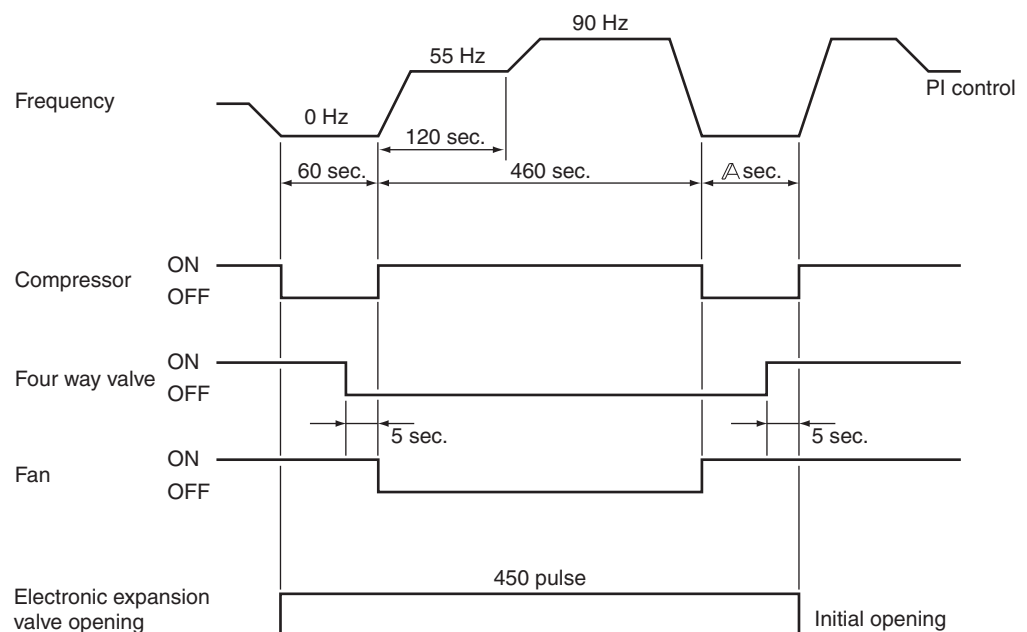 90 Hz
55 Hz
PI control
Frequency
0 Hz
120 sec.
60 sec.
460 sec.
A sec.
ON
Compressor
OFF
ON
Four way valve
OFF
5 sec.
5 sec.
ON
Fan
OFF
450 pulse
Electronic expansion
valve opening
Initial opening